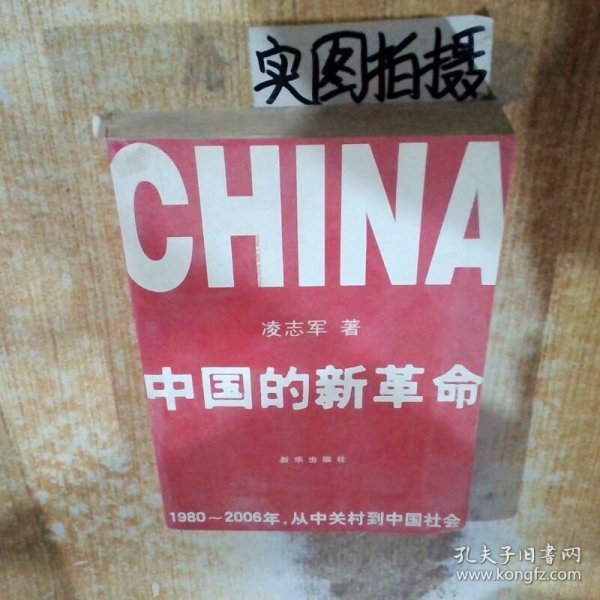 实图拍摄
CHINA
凌志军 著
中国的新革命
新华出版社
1980～2006年，从中关村到中国社会
孔夫子旧书网
www.kongfz.com